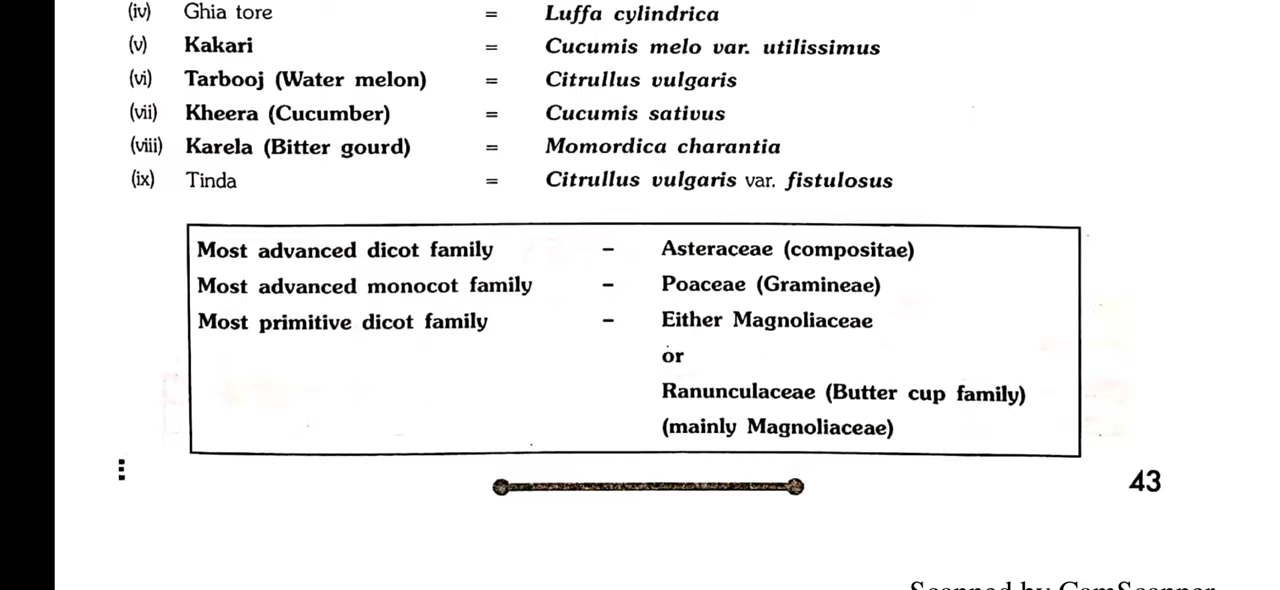 (iv) Ghia tore = Luffa cylindrica
(v) Kakari = Cucumis melo var. utilissimus
(vi) Tarbooj (Water melon) = Citrullus vulgaris
(vii) Kheera (Cucumber) = Cucumis sativus
(viii) Karela (Bitter gourd) = Momordica charantia
(ix) Tinda = Citrullus vulgaris var. fistulosus
Most advanced dicot family – Asteraceae (compositae)
Most advanced monocot family – Poaceae (Gramineae)
Most primitive dicot family – Either Magnoliaceae
or
Ranunculaceae (Butter cup family)
(mainly Magnoliaceae)
43
Scanned by CamScanner